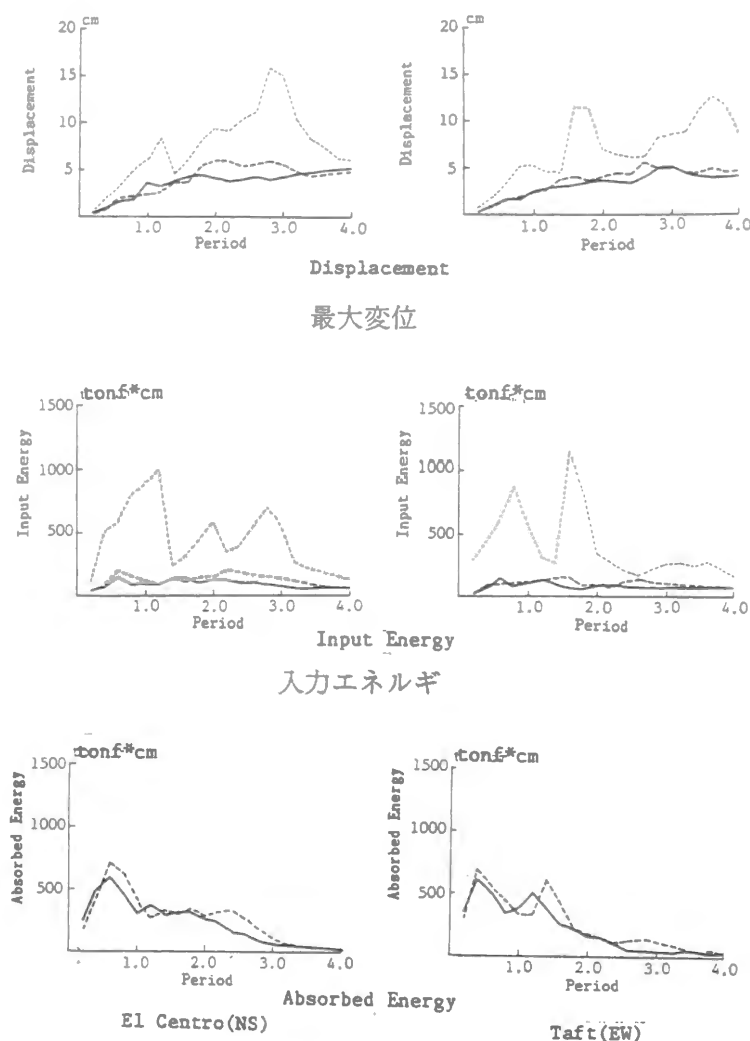 cm
20
15
10
5
Displacement
1.0 2.0 3.0 4.0
Period
cm
20
15
10
5
Displacement
1.0 2.0 3.0 4.0
Period
Displacement
最大変位
tonf*cm
1500
1000
500
Input Energy
1.0 2.0 3.0 4.0
Period
tonf*cm
1500
1000
500
Input Energy
1.0 2.0 3.0 4.0
Period
Input Energy
入力エネルギ
tonf*cm
1500
1000
500
Absorbed Energy
1.0 2.0 3.0 4.0
Period
tonf*cm
1500
1000
500
Absorbed Energy
1.0 2.0 3.0 4.0
Period
Absorbed Energy
El Centro(NS)
Taft(EW)